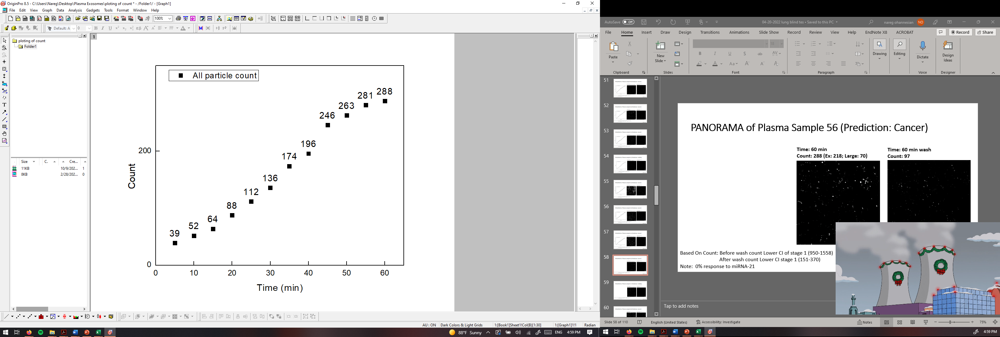 OriginPro 8.5 - C:\Users\Nareg\Desktop\Plasma Exosomes\ploting of count * - /Folder1/ - [Graph1]
File Edit View Graph Data Analysis Gadgets Tools Format Window Help
100%
Default: A 0 B I U
1
ploting of count
Folder1
Size C. Cre...
11KB 10/9/202... 1
8KB 2/28/202... 0
All particle count
288
281
263
246
196
174
136
112
88
64
52
39
200
0
Count
0 10 20 30 40 50 60
Time (min)
AU : ON Dark Colors & Light Grids 1:[Book1]Sheet1!Col(B)[1:30] 1:[Graph1]1!1 Radian
88°F Sunny ENG 4:59 PM
AutoSave Off 04-20-2022 lung blind tes • Saved to this PC nareg ohannesian NO
File Home Insert Draw Design Transitions Animations Slide Show Record Review View Help EndNote X8 ACROBAT Record Share
Paste New Slide 18 Drawing Editing Dictate Design Ideas
B I U S ab AV
Aa A A
Clipboard Slides Font Paragraph Voice Designer
51
52
53
54
55
56
57
58
59
60
PANORAMA of Plasma Sample 56 (Prediction: Cancer)
Time: 60 min
Count: 288 (Ex: 218; Large: 70)
Time: 60 min wash
Count: 97
Based On Count: Before wash count Lower CI of stage 1 (950-1558)
After wash count Lower CI stage 1 (151-370)
Note: 0% response to miRNA-21
Tap to add notes
Slide 58 of 110 English (United States) Accessibility: Investigate Notes 75%
4:59 PM